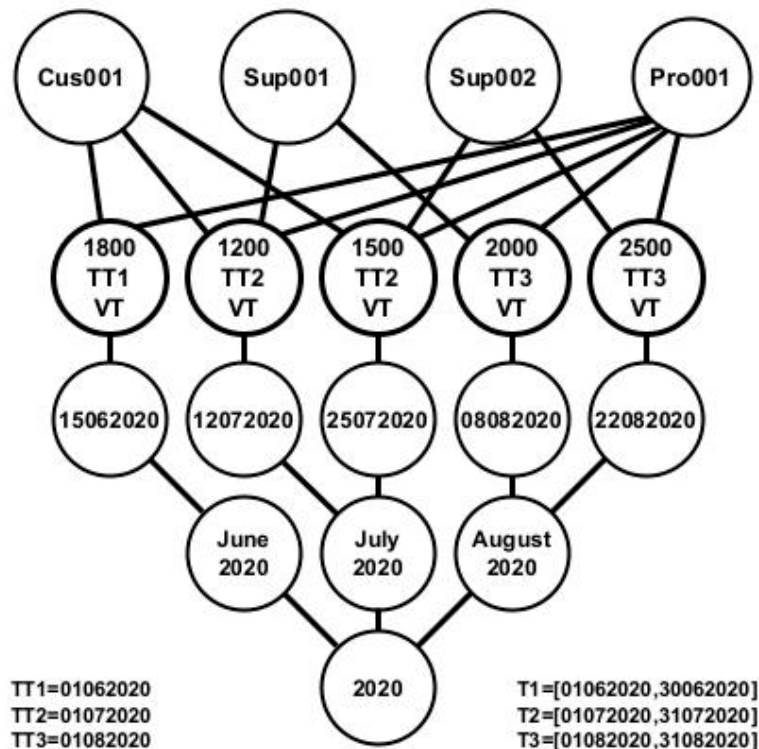 Cus001
Sup001
Sup002
Pro001
1800
TT1
VT
1200
TT2
VT
1500
TT2
VT
2000
TT3
VT
2500
TT3
VT
15062020
12072020
25072020
08082020
22082020
June
2020
July
2020
August
2020
2020
TT1=01062020
TT2=01072020
TT3=01082020
T1=[01062020,30062020]
T2=[01072020,31072020]
T3=[01082020,31082020]